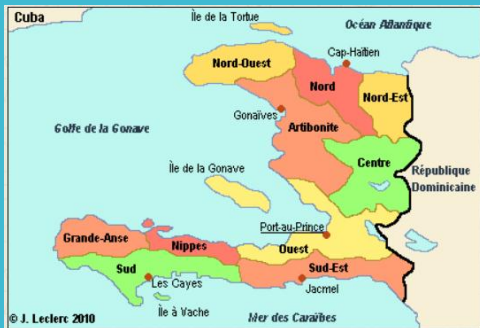 Cuba
Île de la Tortue
Océan Atlantique
Cap-Haïtien
Nord-Ouest
Nord
Nord-Est
Gonaïves
Artibonite
Golfe de la Gonave
Centre
Île de la Gonave
République
Dominicaine
Port-au-Prince
Grande-Anse
Nippes
Ouest
Sud
Sud-Est
Les Cayes
Jacmel
Île à Vache
© J. Leclerc 2010
Mer des Caraïbes